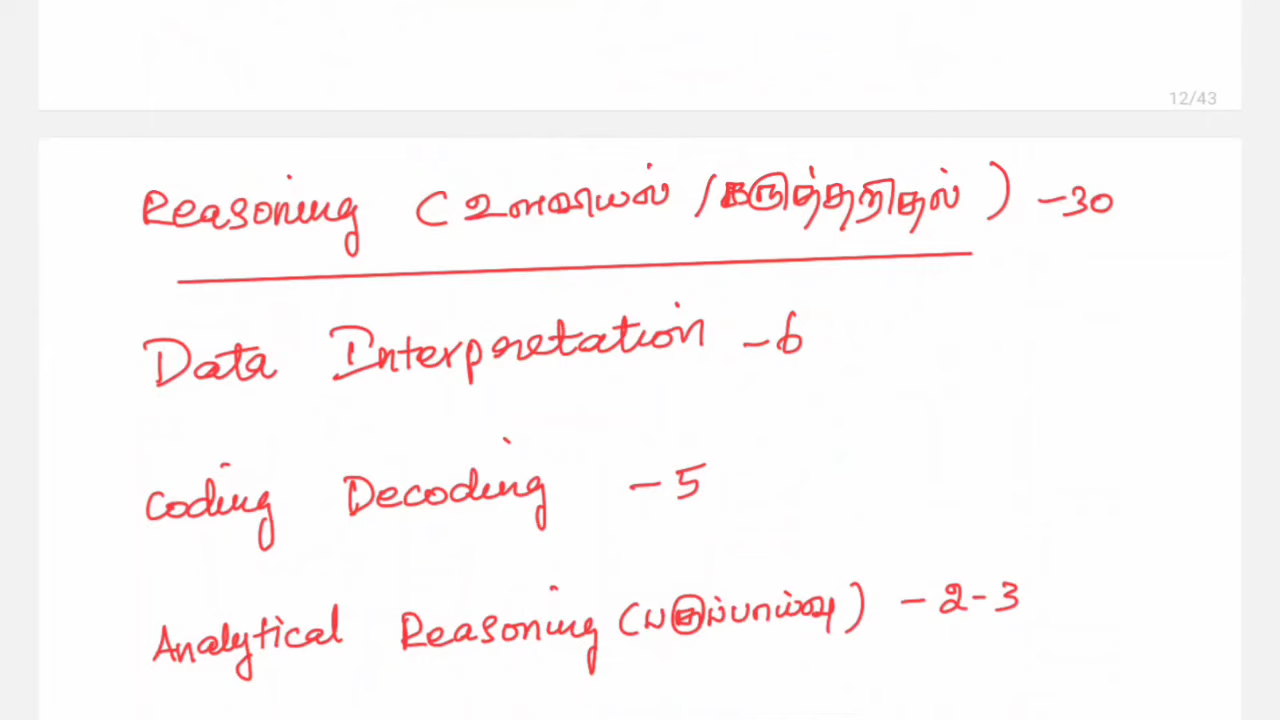 12/43
Reasoning (உளவியல் / கருத்தறிதல்) - 30
Data Interpretation - 6
Coding Decoding - 5
Analytical Reasoning (பகுப்பாய்வு) - 2-3